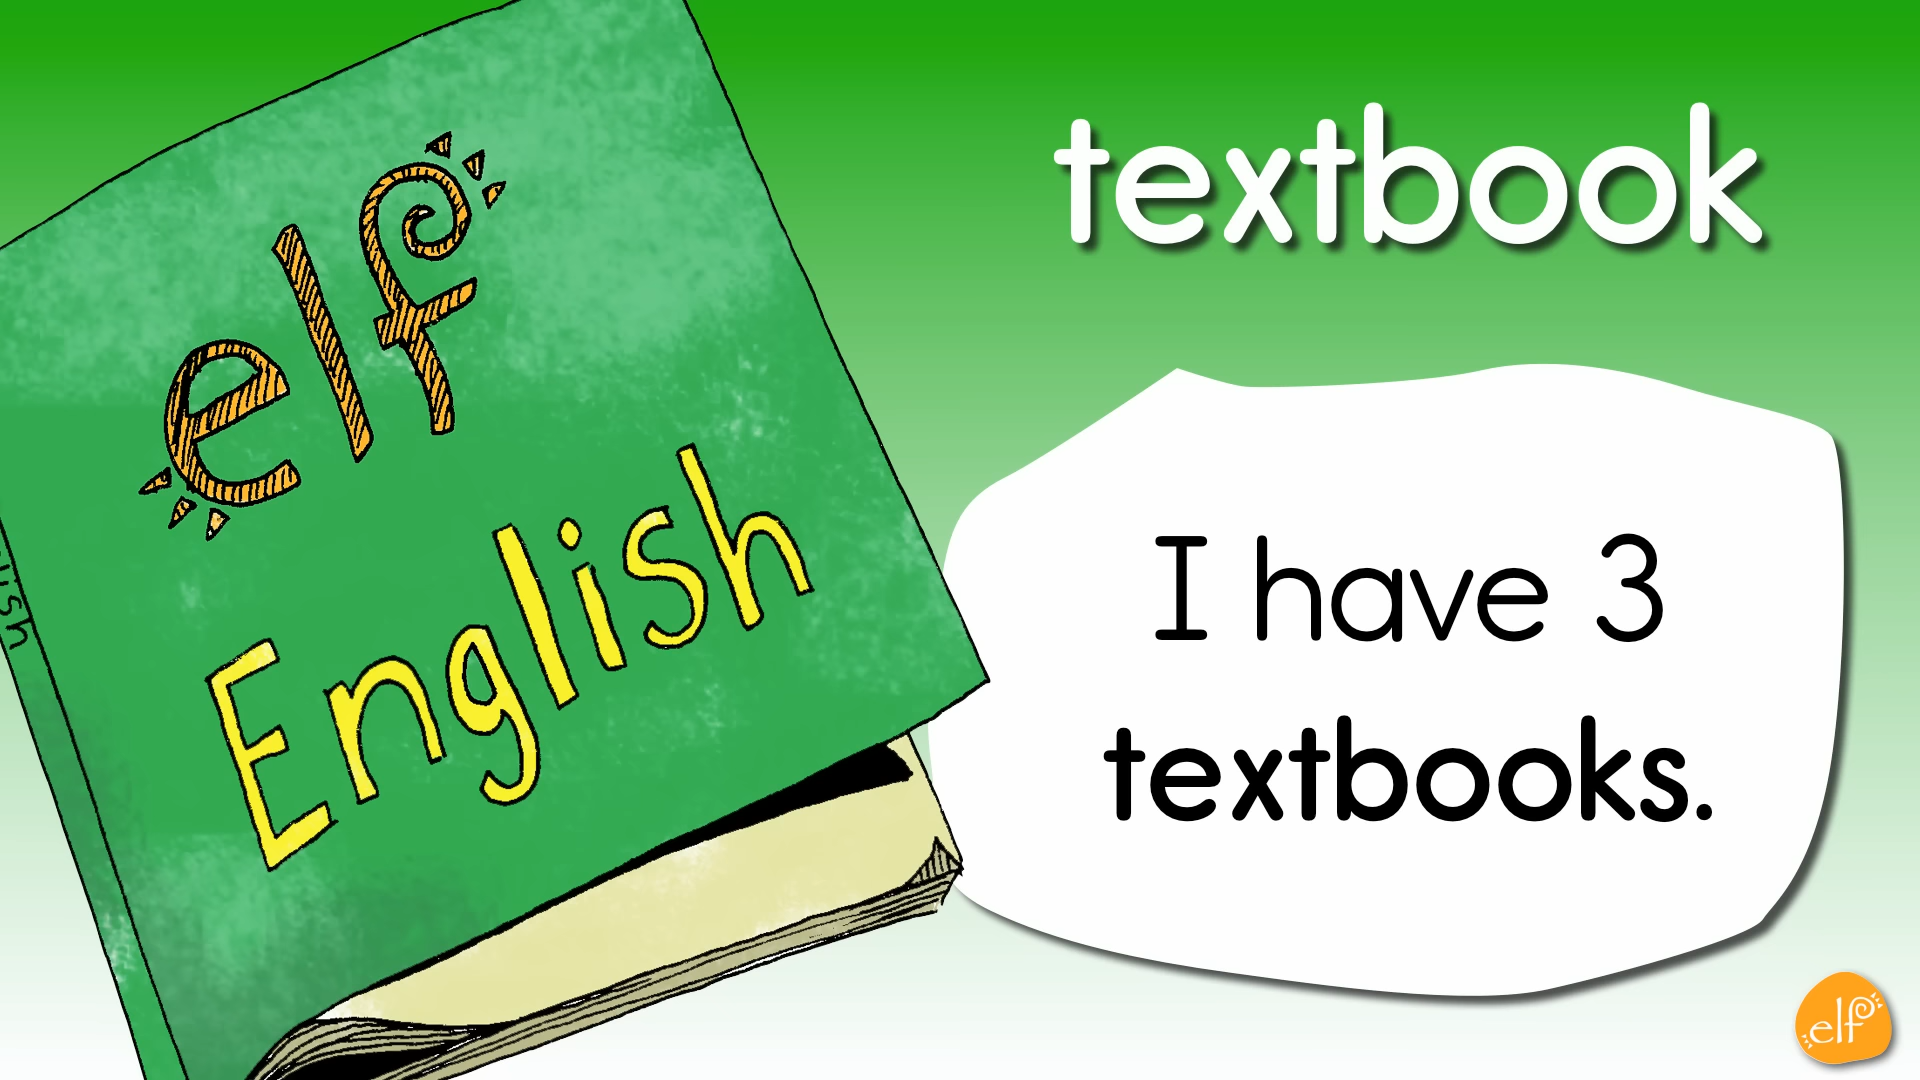 elf
English
textbook
I have 3
textbooks.
elf